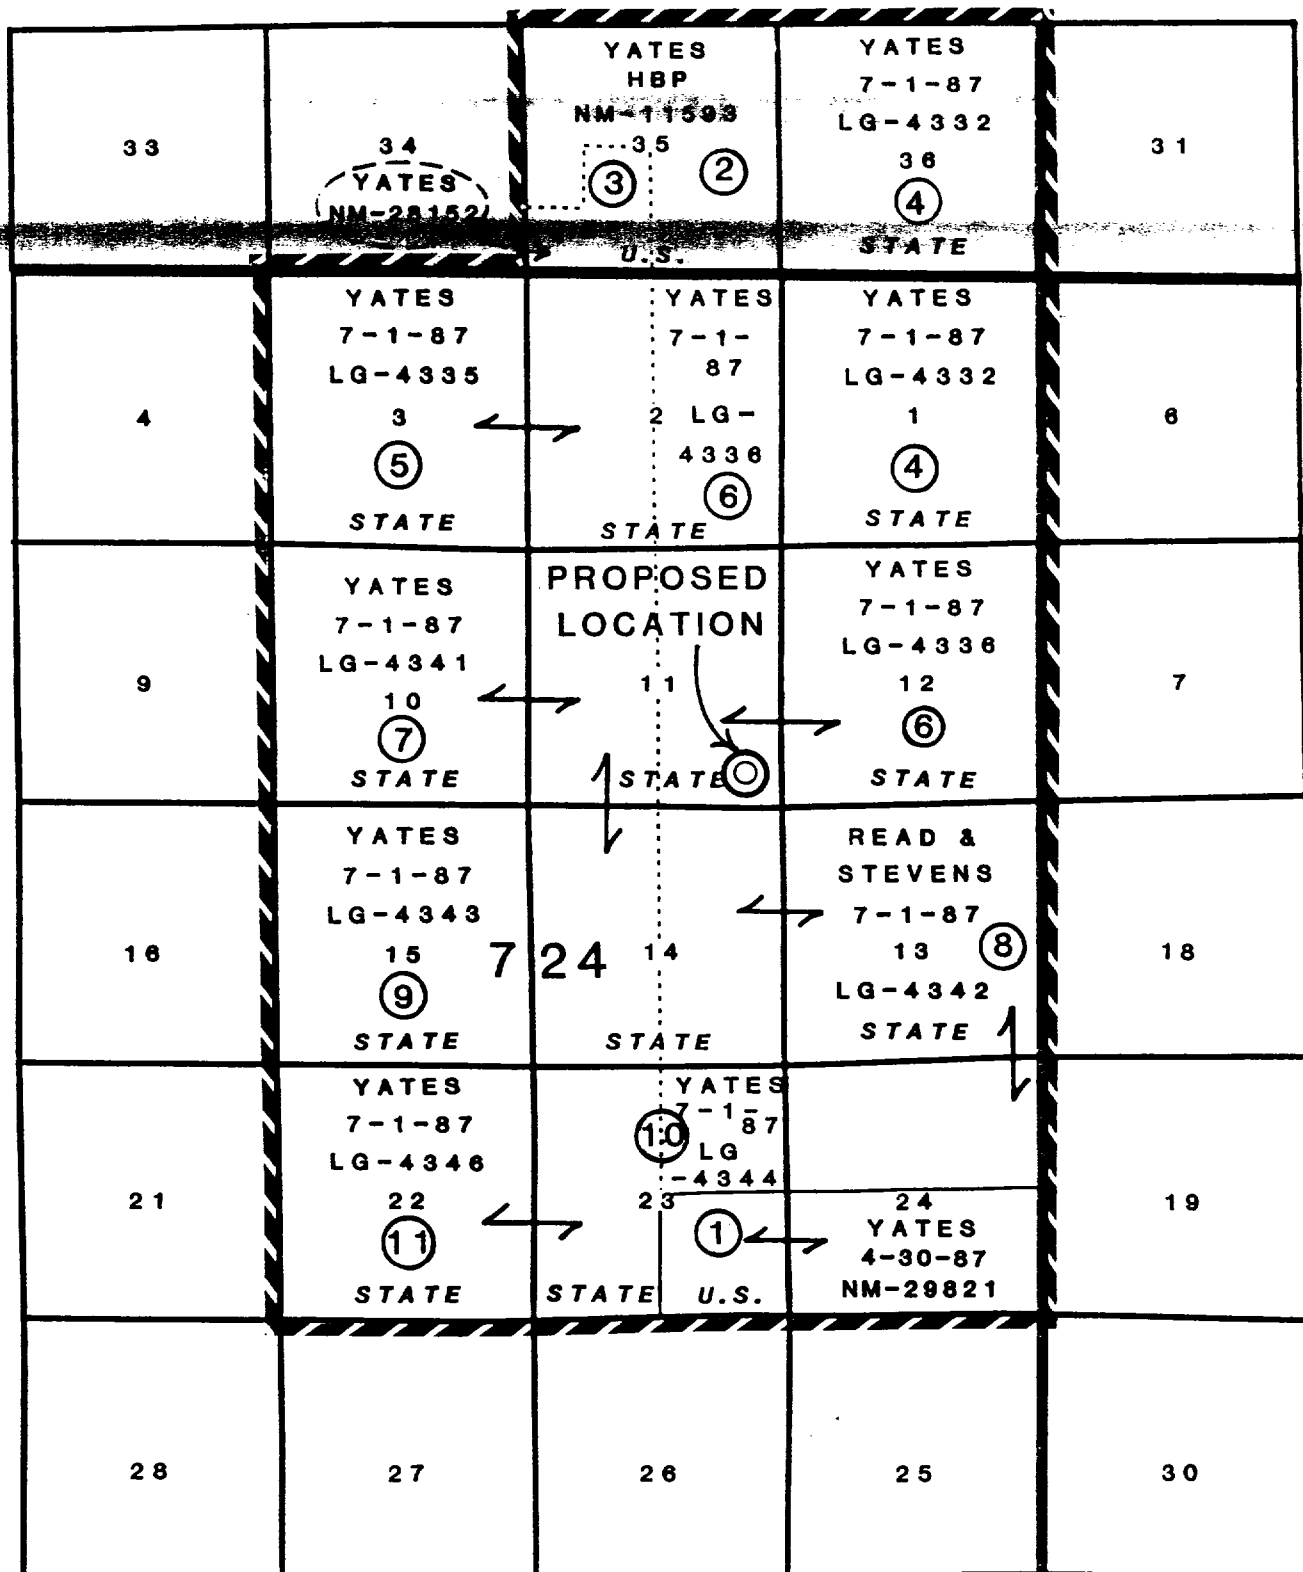 33
34
YATES
NM-28152
YATES
HBP
NM-11593
35
3
2
U.S.
YATES
7-1-87
LG-4332
36
4
STATE
31
4
YATES
7-1-87
LG-4335
3
5
STATE
YATES
7-1-
87
2 LG-
4336
6
STATE
YATES
7-1-87
LG-4332
1
4
STATE
6
9
YATES
7-1-87
LG-4341
10
7
STATE
PROPOSED
LOCATION
11
STATE
YATES
7-1-87
LG-4336
12
6
STATE
7
16
YATES
7-1-87
LG-4343
15
9
STATE
7 24
14
STATE
READ &
STEVENS
7-1-87
13
8
LG-4342
STATE
18
21
YATES
7-1-87
LG-4346
22
11
STATE
YATES
7-1-
87
10
LG
-4344
23
1
STATE
U.S.
24
YATES
4-30-87
NM-29821
19
28
27
26
25
30